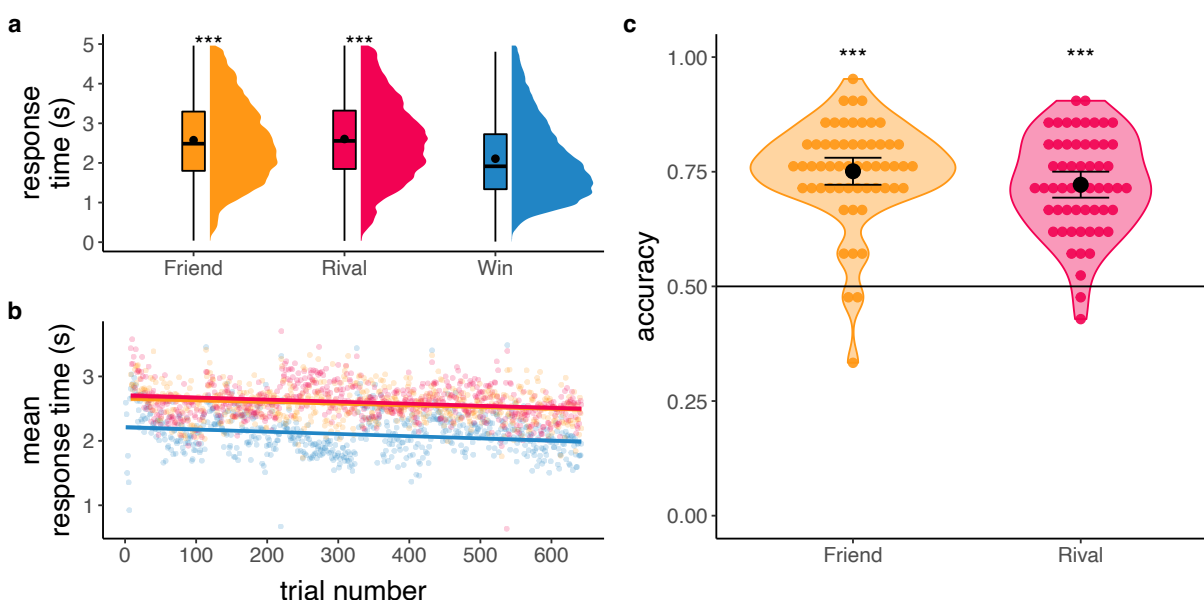 a
response
time (s)
5
4
3
2
1
0
***
***
Friend
Rival
Win
b
mean
response time (s)
3
2
1
0
100
200
300
400
500
600
trial number
c
accuracy
1.00
0.75
0.50
0.25
0.00
***
***
Friend
Rival